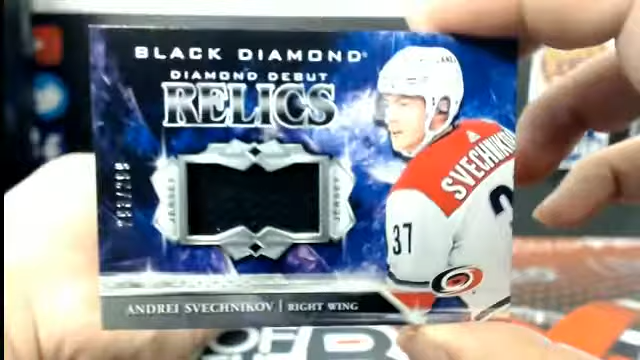 BLACK DIAMOND
DIAMOND DEBUT
RELICS
JERSEY
JERSEY
SVECHNIKOV
37
ANDREI SVECHNIKOV | RIGHT WING